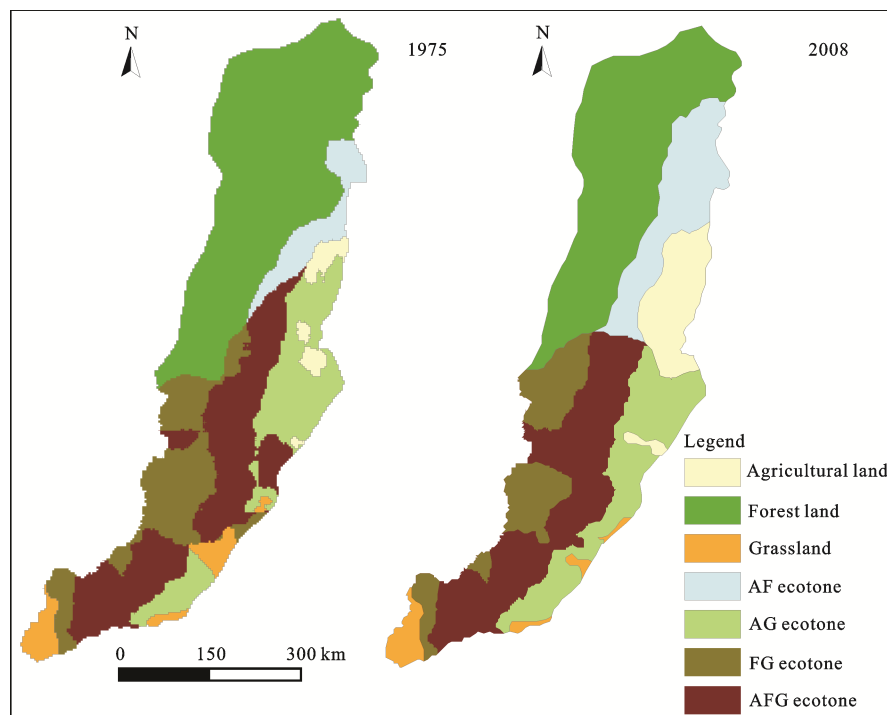 N
1975
N
2008
Legend
Agricultural land
Forest land
Grassland
AF ecotone
AG ecotone
FG ecotone
AFG ecotone
0 150 300 km